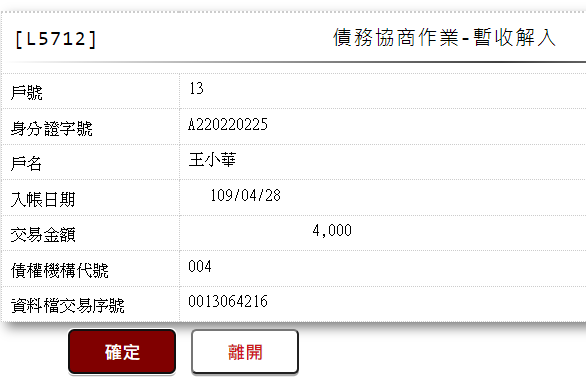 [L5712] 債務協商作業-暫收解入
戶號 13
身分證字號 A220220225
戶名 王小華
入帳日期 109/04/28
交易金額 4,000
債權機構代號 004
資料檔交易序號 0013064216
確定 離開